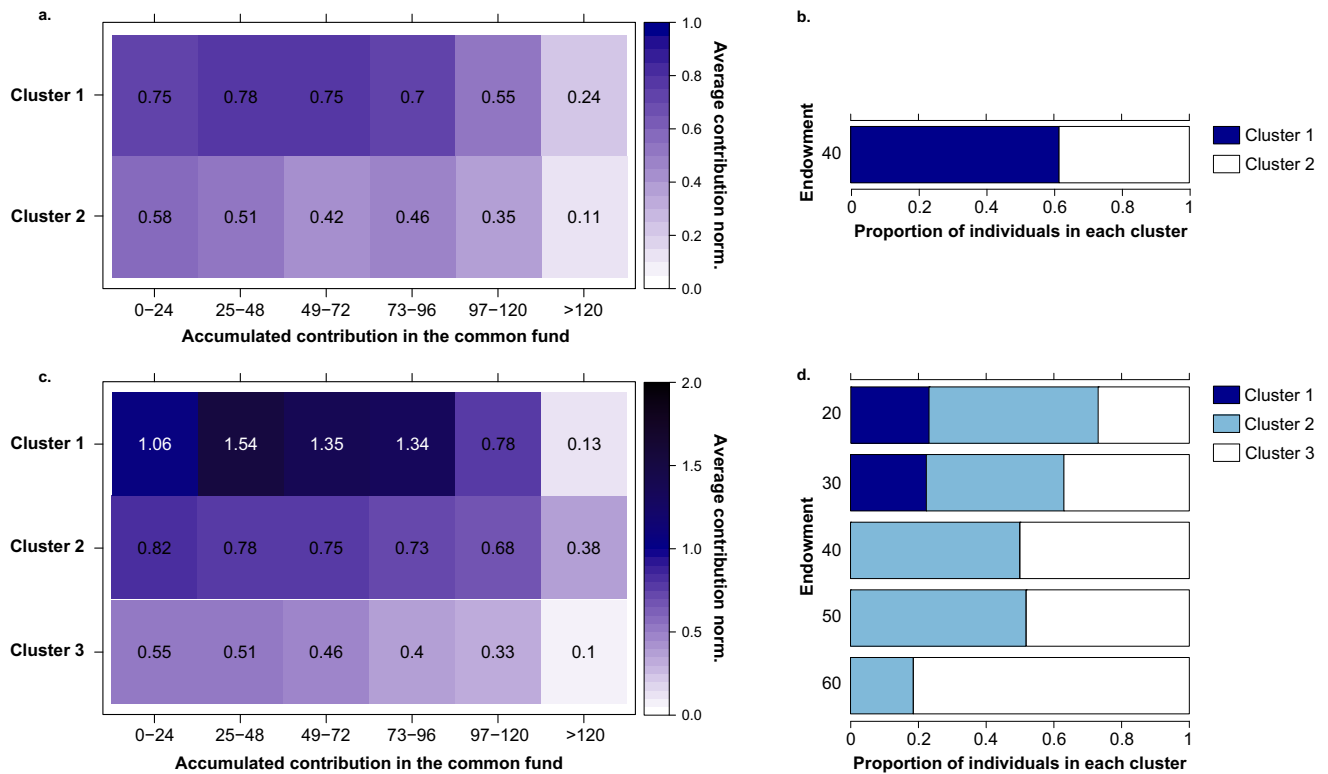 a.
Cluster 1
0.75 0.78 0.75 0.7 0.55 0.24
Cluster 2
0.58 0.51 0.42 0.46 0.35 0.11
0−24 25−48 49−72 73−96 97−120 >120
Accumulated contribution in the common fund
1.0
0.8
0.6
0.4
0.2
0.0
Average contribution norm.
b.
Endowment
40
0 0.2 0.4 0.6 0.8 1
Proportion of individuals in each cluster
Cluster 1
Cluster 2
c.
Cluster 1
1.06 1.54 1.35 1.34 0.78 0.13
Cluster 2
0.82 0.78 0.75 0.73 0.68 0.38
Cluster 3
0.55 0.51 0.46 0.4 0.33 0.1
0−24 25−48 49−72 73−96 97−120 >120
Accumulated contribution in the common fund
2.0
1.5
1.0
0.5
0.0
Average contribution norm.
d.
Endowment
20
30
40
50
60
0 0.2 0.4 0.6 0.8 1
Proportion of individuals in each cluster
Cluster 1
Cluster 2
Cluster 3